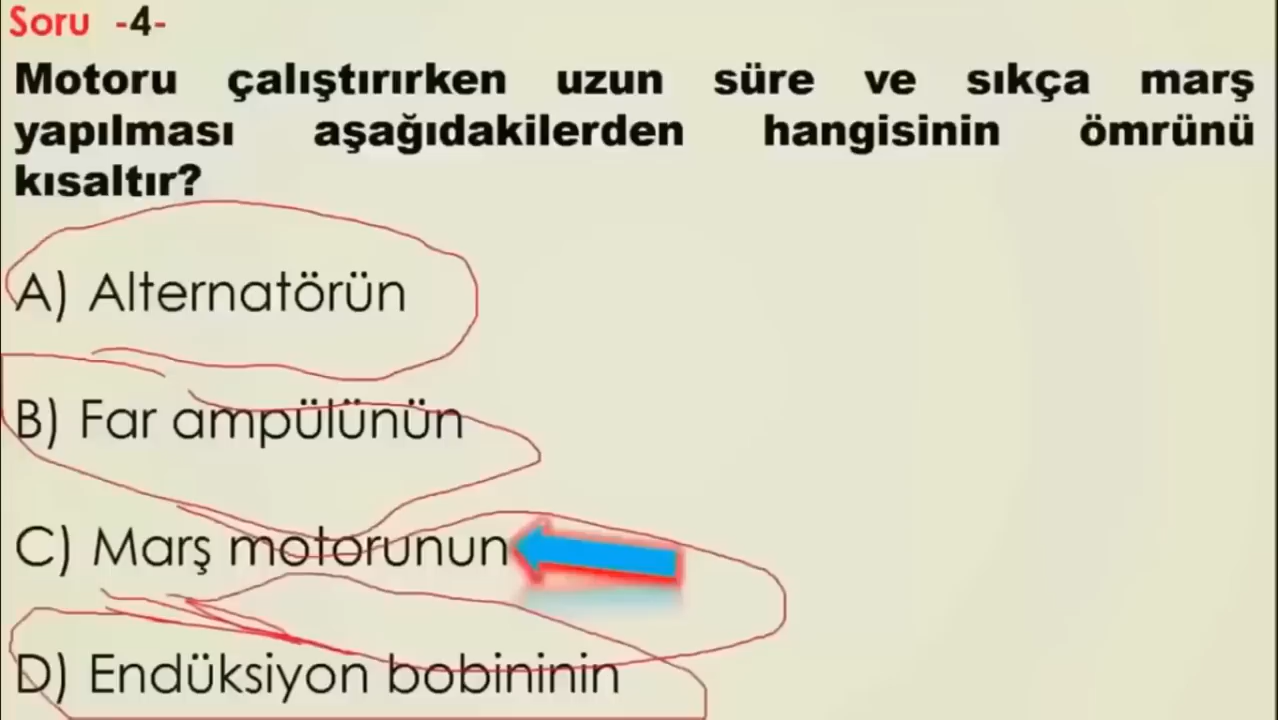 Soru -4-
Motoru çalıştırırken uzun süre ve sıkça marş
yapılması aşağıdakilerden hangisinin ömrünü
kısaltır?
A) Alternatörün
B) Far ampülünün
C) Marş motorunun
D) Endüksiyon bobininin